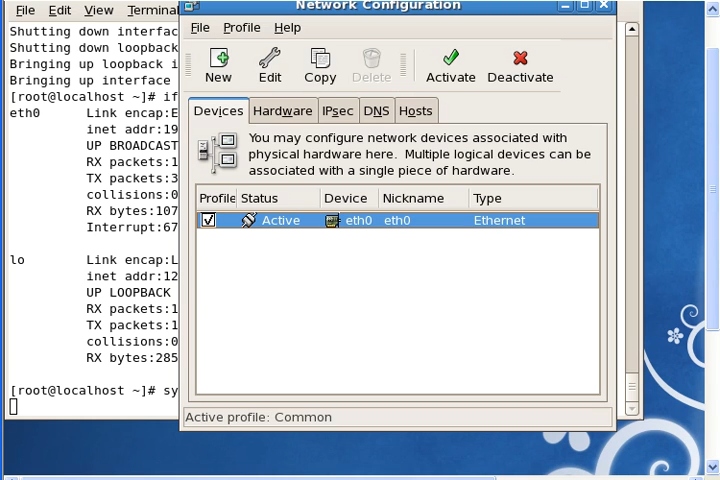 File Edit View Terminal
Shutting down interfac
Shutting down loopback
Bringing up loopback i
Bringing up interface
[root@localhost ~]# if
eth0 Link encap:E
inet addr:19
UP BROADCAST
RX packets:1
TX packets:3
collisions:0
RX bytes:107
Interrupt:67
lo Link encap:L
inet addr:12
UP LOOPBACK
RX packets:1
TX packets:1
collisions:0
RX bytes:285
[root@localhost ~]# sy
Network Configuration
File Profile Help
New Edit Copy Delete Activate Deactivate
Devices Hardware IPsec DNS Hosts
You may configure network devices associated with
physical hardware here. Multiple logical devices can be
associated with a single piece of hardware.
Profile Status Device Nickname Type
Active eth0 eth0 Ethernet
Active profile: Common